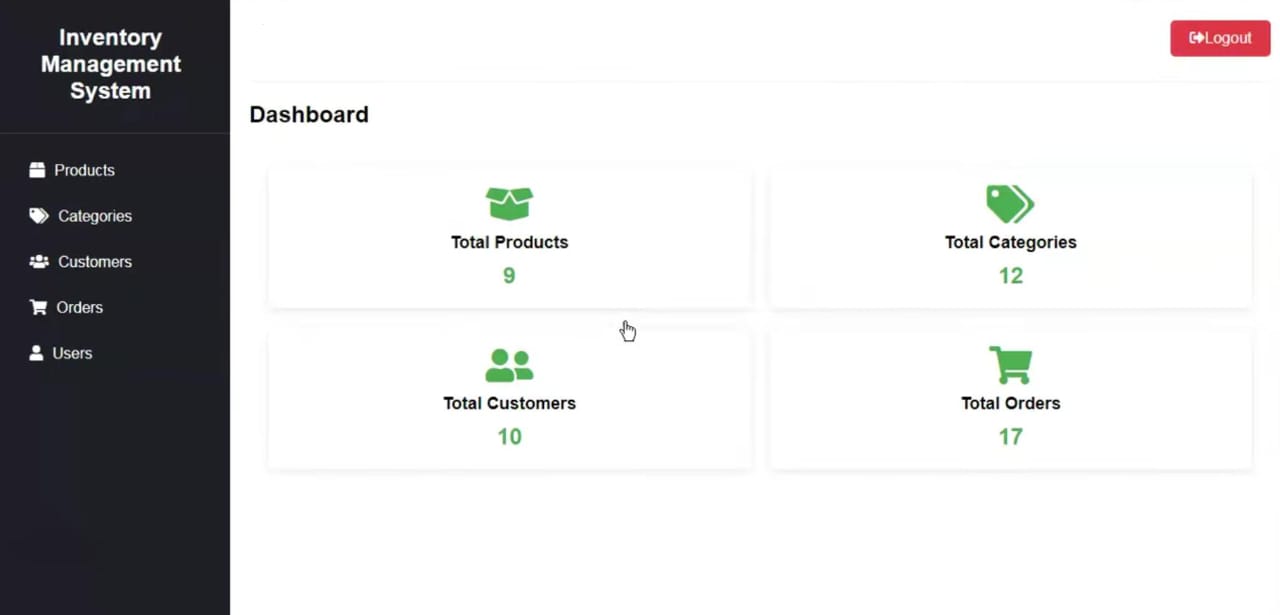 Inventory
Management
System
Logout
Dashboard
Products
Categories
Customers
Orders
Users
Total Products
9
Total Categories
12
Total Customers
10
Total Orders
17